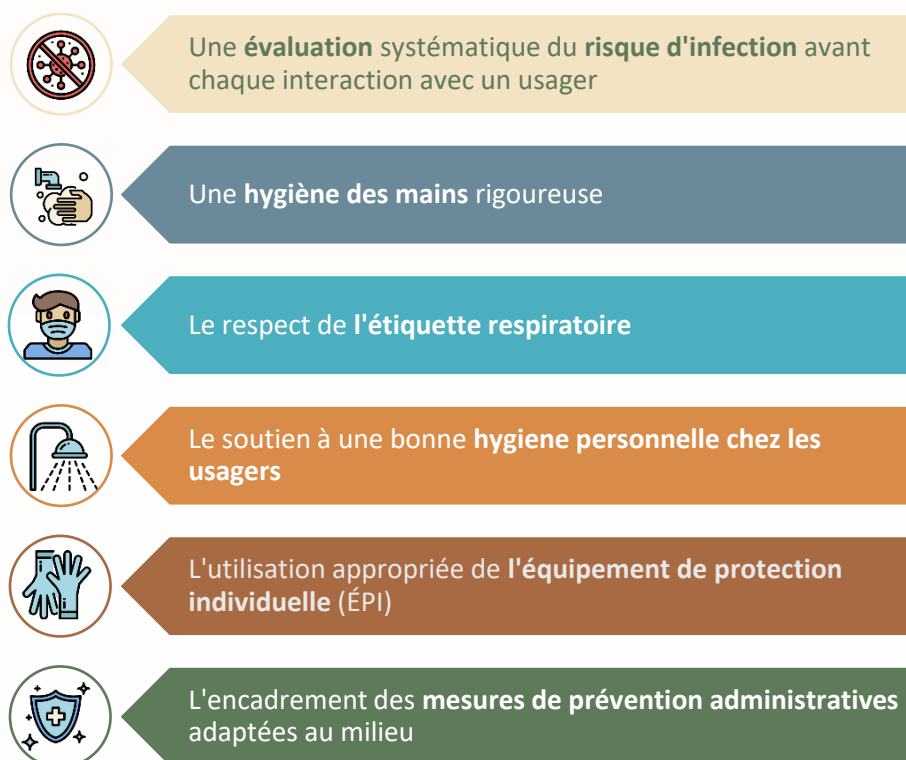 Une évaluation systématique du risque d'infection avant
chaque interaction avec un usager
Une hygiène des mains rigoureuse
Le respect de l'étiquette respiratoire
Le soutien à une bonne hygiene personnelle chez les
usagers
L'utilisation appropriée de l'équipement de protection
individuelle (ÉPI)
L'encadrement des mesures de prévention administratives
adaptées au milieu